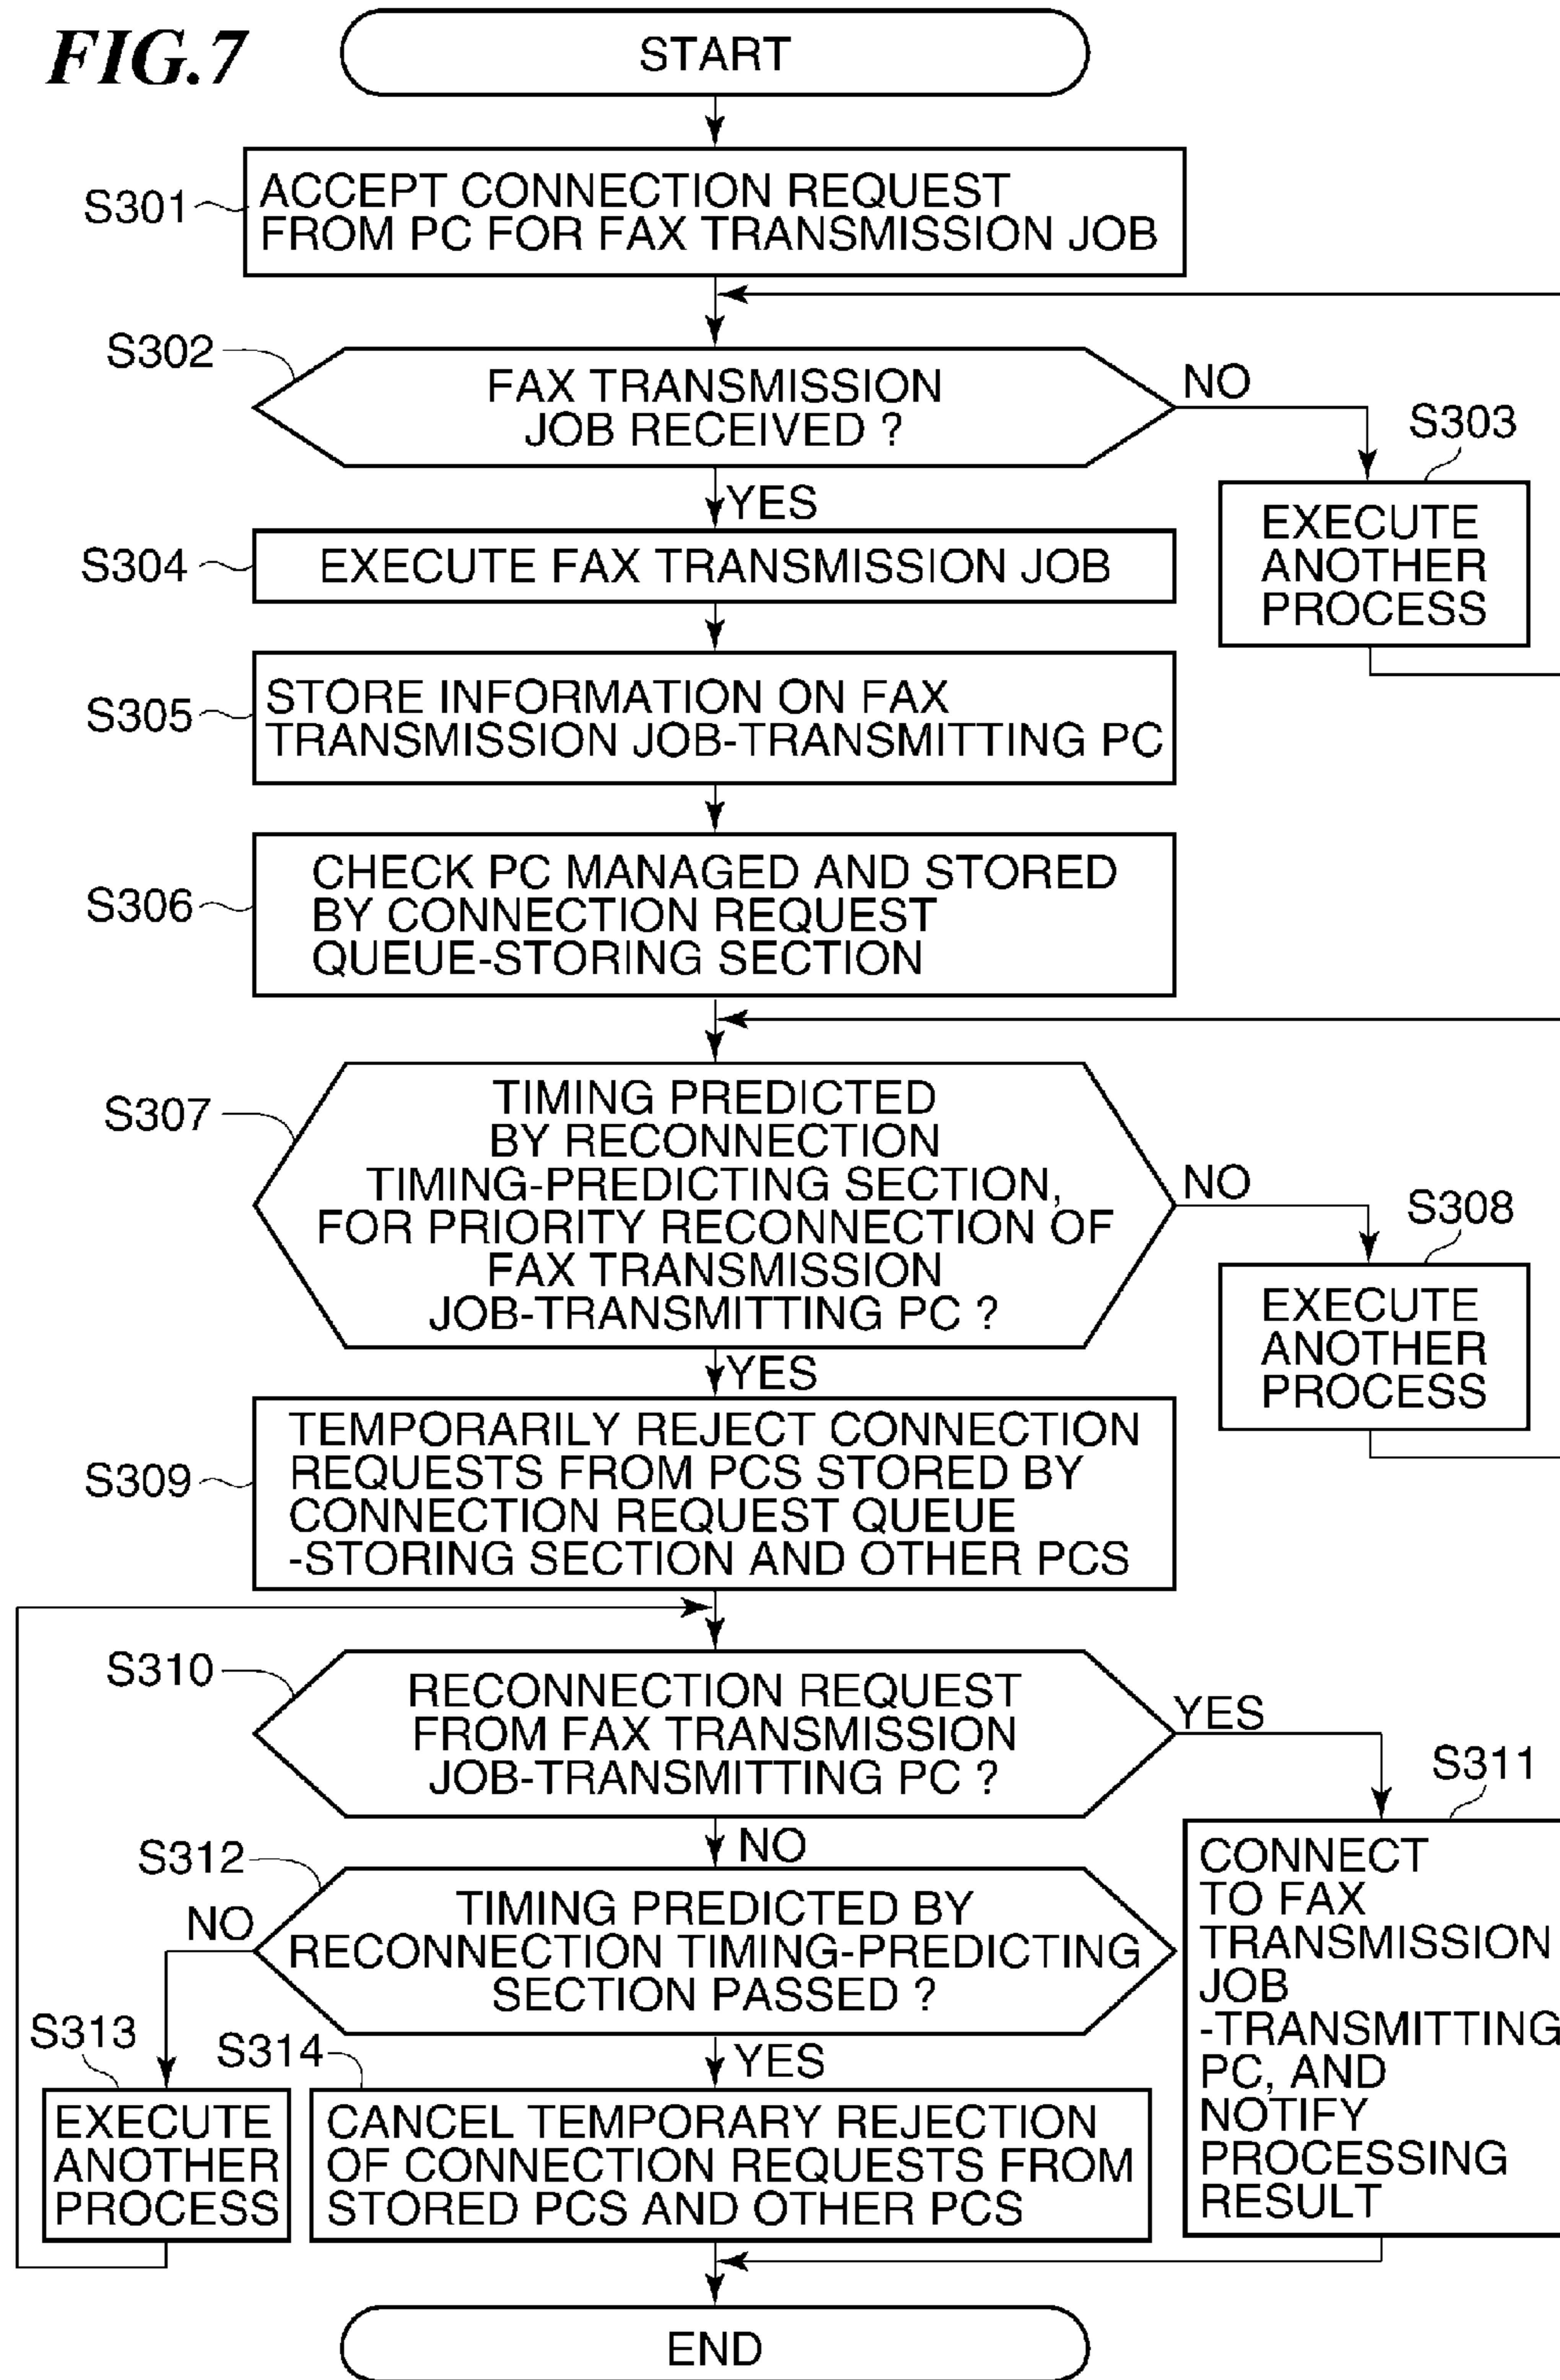 FIG.7
START
S301
ACCEPT CONNECTION REQUEST
FROM PC FOR FAX TRANSMISSION JOB
S302
FAX TRANSMISSION
JOB RECEIVED ?
NO
S303
EXECUTE
ANOTHER
PROCESS
YES
S304
EXECUTE FAX TRANSMISSION JOB
S305
STORE INFORMATION ON FAX
TRANSMISSION JOB-TRANSMITTING PC
S306
CHECK PC MANAGED AND STORED
BY CONNECTION REQUEST
QUEUE-STORING SECTION
S307
TIMING PREDICTED
BY RECONNECTION
TIMING-PREDICTING SECTION,
FOR PRIORITY RECONNECTION OF
FAX TRANSMISSION
JOB-TRANSMITTING PC ?
NO
S308
EXECUTE
ANOTHER
PROCESS
YES
S309
TEMPORARILY REJECT CONNECTION
REQUESTS FROM PCS STORED BY
CONNECTION REQUEST QUEUE
-STORING SECTION AND OTHER PCS
S310
RECONNECTION REQUEST
FROM FAX TRANSMISSION
JOB-TRANSMITTING PC ?
YES
S311
CONNECT
TO FAX
TRANSMISSION
JOB
-TRANSMITTING
PC, AND
NOTIFY
PROCESSING
RESULT
NO
S312
TIMING PREDICTED BY
RECONNECTION TIMING-PREDICTING
SECTION PASSED ?
NO
S313
EXECUTE
ANOTHER
PROCESS
YES
S314
CANCEL TEMPORARY REJECTION
OF CONNECTION REQUESTS FROM
STORED PCS AND OTHER PCS
END